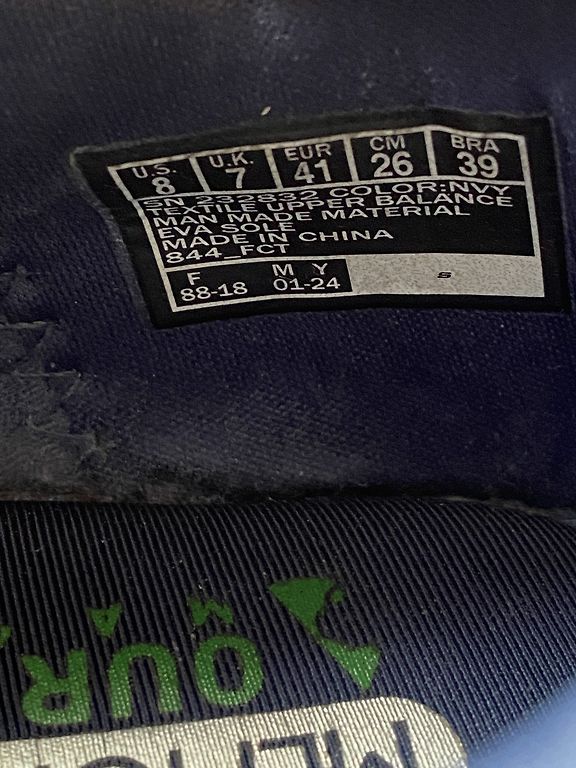 U.S. U.K. EUR CM BRA
8 7 41 26 39
SN 232832 COLOR:NVY
TEXTILE UPPER BALANCE
MAN MADE MATERIAL
EVA SOLE
MADE IN CHINA
844_FCT
F M Y
88-18 01-24
S
OUR